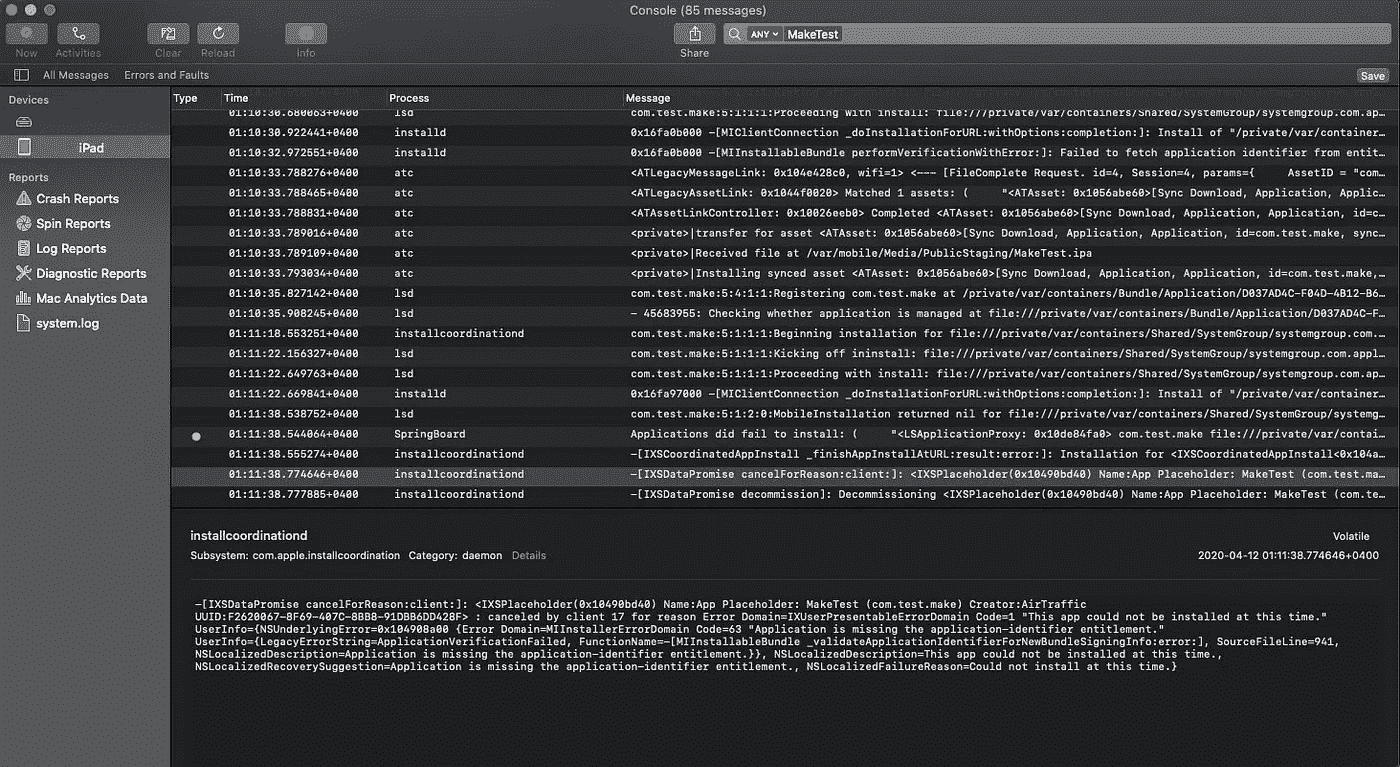 Console (85 messages)
Now Activities Clear Reload Info Share ANY MakeTest
All Messages Errors and Faults Save
Devices
iPad
Reports
Crash Reports
Spin Reports
Log Reports
Diagnostic Reports
Mac Analytics Data
system.log
Type Time Process Message
01:10:30.680063+0400 lsd com.test.make:5:1:1:1:Proceeding with install: file:///private/var/containers/Shared/SystemGroup/systemgroup.com.ap…
01:10:30.922441+0400 installd 0x16fa0b000 -[MIClientConnection _doInstallationForURL:withOptions:completion:]: Install of "/private/var/container…
01:10:32.972551+0400 installd 0x16fa0b000 -[MIInstallableBundle performVerificationWithError:]: Failed to fetch application identifier from entit…
01:10:33.788276+0400 atc <ATLegacyMessageLink: 0x104e428c0, wifi=1> <--- [FileComplete Request. id=4, Session=4, params={ AssetID = "com…
01:10:33.788465+0400 atc <ATLegacyAssetLink: 0x1044f0020> Matched 1 assets: ( "<ATAsset: 0x1056abe60>[Sync Download, Application, Applic…
01:10:33.788831+0400 atc <ATAssetLinkController: 0x10026eeb0> Completed <ATAsset: 0x1056abe60>[Sync Download, Application, Application, id=c…
01:10:33.789016+0400 atc <private>|transfer for asset <ATAsset: 0x1056abe60>[Sync Download, Application, Application, id=com.test.make, sync…
01:10:33.789109+0400 atc <private>|Received file at /var/mobile/Media/PublicStaging/MakeTest.ipa
01:10:33.793034+0400 atc <private>|Installing synced asset <ATAsset: 0x1056abe60>[Sync Download, Application, Application, id=com.test.make,…
01:10:35.827142+0400 lsd com.test.make:5:4:1:1:Registering com.test.make at /private/var/containers/Bundle/Application/D037AD4C-F04D-4B12-B6…
01:10:35.908245+0400 lsd - 45683955: Checking whether application is managed at file:///private/var/containers/Bundle/Application/D037AD4C-F…
01:11:18.553251+0400 installcoordinationd com.test.make:5:1:1:1:Beginning installation for file:///private/var/containers/Shared/SystemGroup/systemgroup.com.…
01:11:22.156327+0400 lsd com.test.make:5:1:1:1:Kicking off ininstall: file:///private/var/containers/Shared/SystemGroup/systemgroup.com.appl…
01:11:22.649763+0400 lsd com.test.make:5:1:1:1:Proceeding with install: file:///private/var/containers/Shared/SystemGroup/systemgroup.com.ap…
01:11:22.669841+0400 installd 0x16fa97000 -[MIClientConnection _doInstallationForURL:withOptions:completion:]: Install of "/private/var/container…
01:11:38.538752+0400 lsd com.test.make:5:1:2:0:MobileInstallation returned nil for file:///private/var/containers/Shared/SystemGroup/systemg…
01:11:38.544064+0400 SpringBoard Applications did fail to install: ( "<LSApplicationProxy: 0x10de84fa0> com.test.make file:///private/var/contai…
01:11:38.555274+0400 installcoordinationd -[IXSCoordinatedAppInstall _finishAppInstallAtURL:result:error:]: Installation for <IXSCoordinatedAppInstall<0x104a…
01:11:38.774646+0400 installcoordinationd -[IXSDataPromise cancelForReason:client:]: <IXSPlaceholder(0x10490bd40) Name:App Placeholder: MakeTest (com.test.ma…
01:11:38.777885+0400 installcoordinationd -[IXSDataPromise decommission]: Decommissioning <IXSPlaceholder(0x10490bd40) Name:App Placeholder: MakeTest (com.te…
installcoordinationd Volatile
Subsystem: com.apple.installcoordination Category: daemon Details 2020-04-12 01:11:38.774646+0400
-[IXSDataPromise cancelForReason:client:]: <IXSPlaceholder(0x10490bd40) Name:App Placeholder: MakeTest (com.test.make) Creator:AirTraffic
UUID:F2620067-8F69-407C-8BB8-91DBB6DD428F> : canceled by client 17 for reason Error Domain=IXUserPresentableErrorDomain Code=1 "This app could not be installed at this time."
UserInfo={NSUnderlyingError=0x104908a00 {Error Domain=MIInstallerErrorDomain Code=63 "Application is missing the application-identifier entitlement."
UserInfo={LegacyErrorString=ApplicationVerificationFailed, FunctionName=-[MIInstallableBundle _validateApplicationIdentifierForNewBundleSigningInfo:error:], SourceFileLine=941,
NSLocalizedDescription=Application is missing the application-identifier entitlement.}}, NSLocalizedDescription=This app could not be installed at this time.,
NSLocalizedRecoverySuggestion=Application is missing the application-identifier entitlement., NSLocalizedFailureReason=Could not install at this time.}